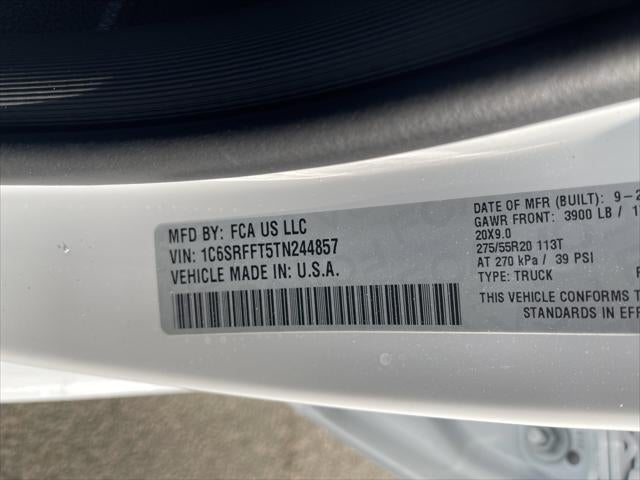 MFD BY: FCA US LLC
VIN: 1C6SRFFT5TN244857
VEHICLE MADE IN: U.S.A.
DATE OF MFR (BUILT): 9-2
GAWR FRONT: 3900 LB / 1
20X9.0
275/55R20 113T
AT 270 kPa / 39 PSI
TYPE: TRUCK
THIS VEHICLE CONFORMS T
STANDARDS IN EFF